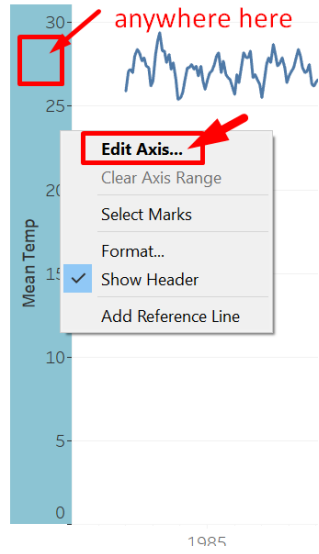 anywhere here
30
25
Edit Axis...
Clear Axis Range
20
Select Marks
Mean Temp
Format...
15
Show Header
Add Reference Line
10
5
0
1985